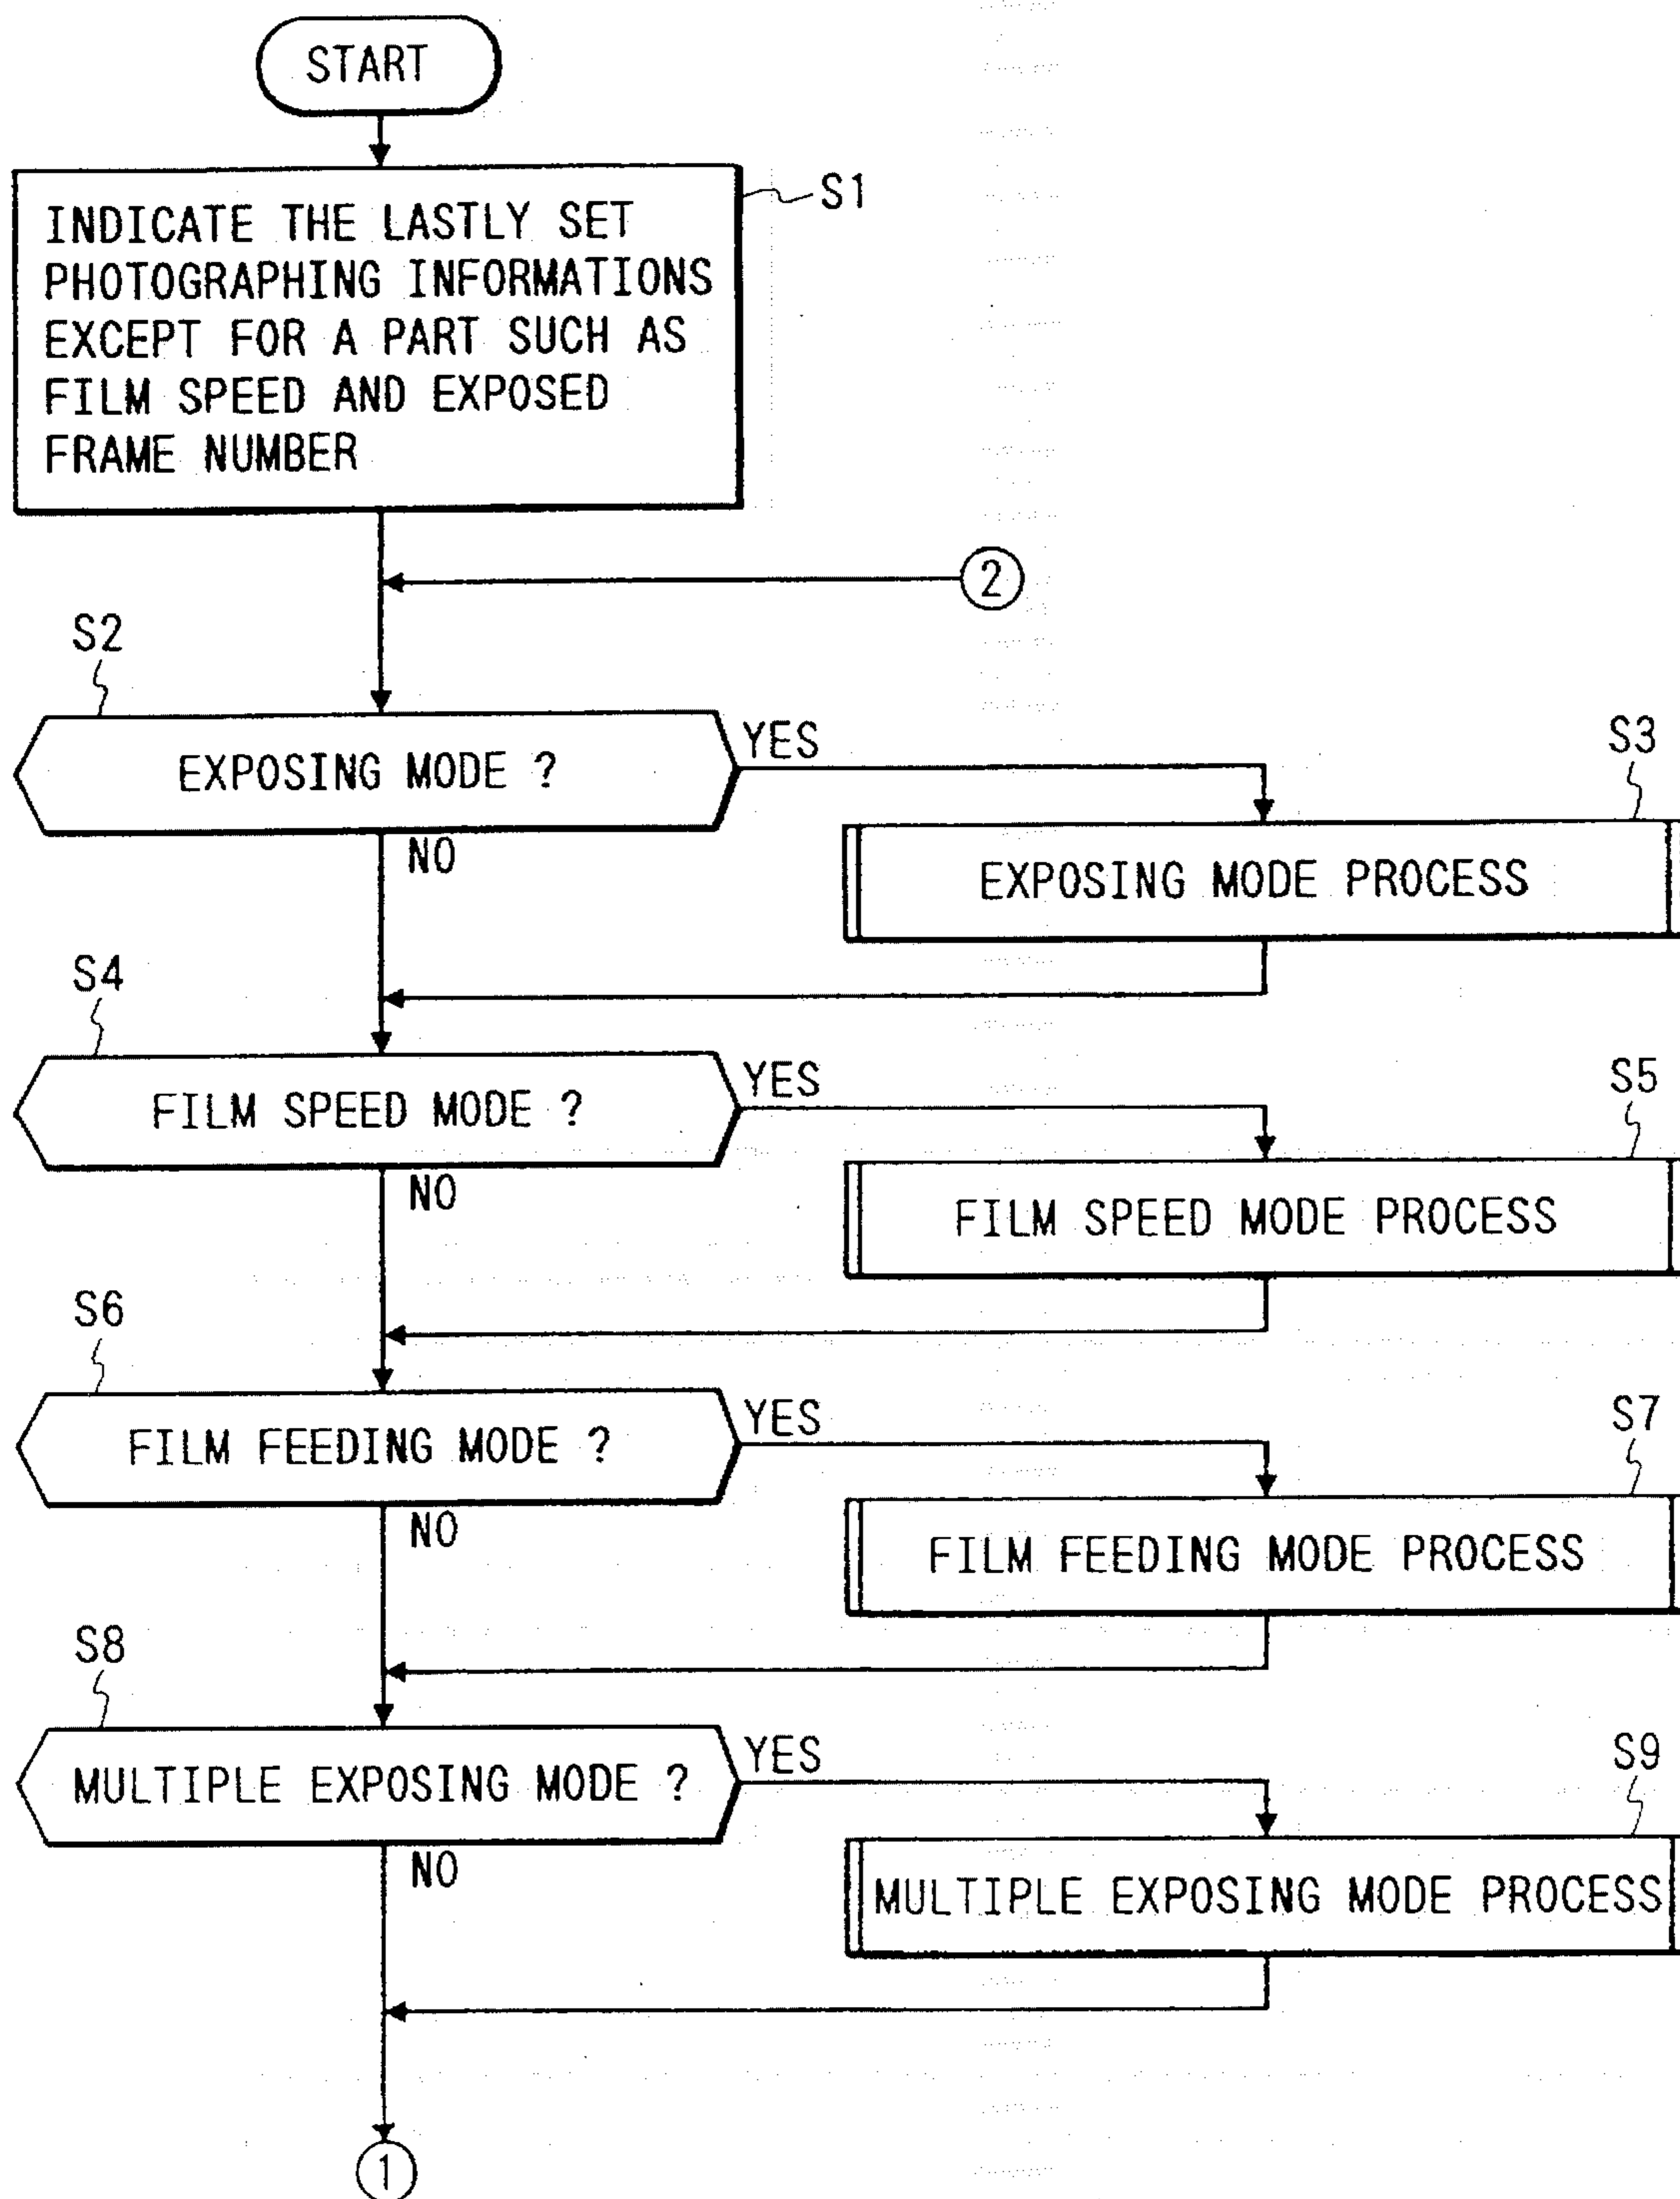 START
S1
INDICATE THE LASTLY SET
PHOTOGRAPHING INFORMATIONS
EXCEPT FOR A PART SUCH AS
FILM SPEED AND EXPOSED
FRAME NUMBER
2
S2
EXPOSING MODE ?
YES
NO
S3
EXPOSING MODE PROCESS
S4
FILM SPEED MODE ?
YES
NO
S5
FILM SPEED MODE PROCESS
S6
FILM FEEDING MODE ?
YES
NO
S7
FILM FEEDING MODE PROCESS
S8
MULTIPLE EXPOSING MODE ?
YES
NO
S9
MULTIPLE EXPOSING MODE PROCESS
1